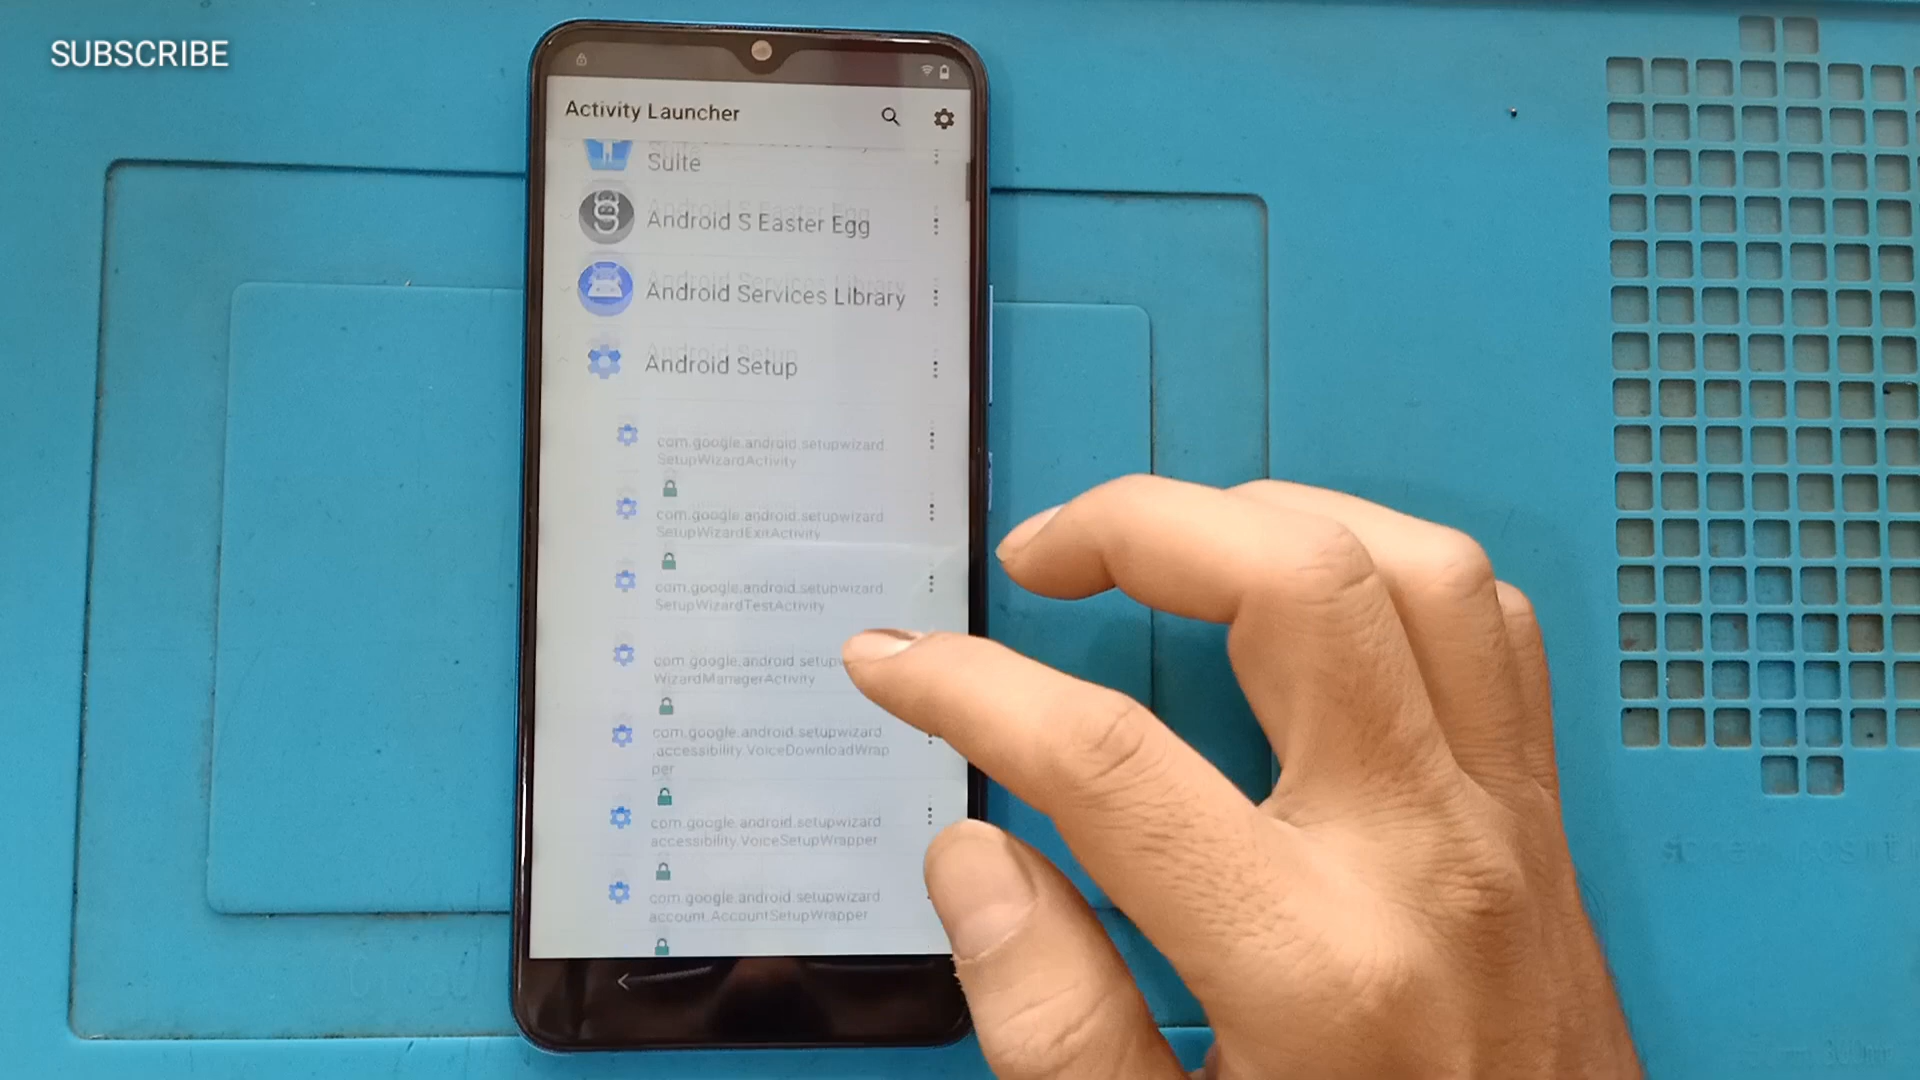 SUBSCRIBE
Activity Launcher
Suite
Android S Easter Egg
Android Services Library
Android Setup
com.google.android.setupwizard
SetupWizardActivity
com.google.android.setupwizard
SetupWizardExitActivity
com.google.android.setupwizard
SetupWizardTestActivity
com.google.android.setupw
WizardManagerActivity
com.google.android.setupwizard
.accessibility.VoiceDownloadWrap
per
com.google.android.setupwizard
accessibility.VoiceSetupWrapper
com.google.android.setupwizard
account.AccountSetupWrapper